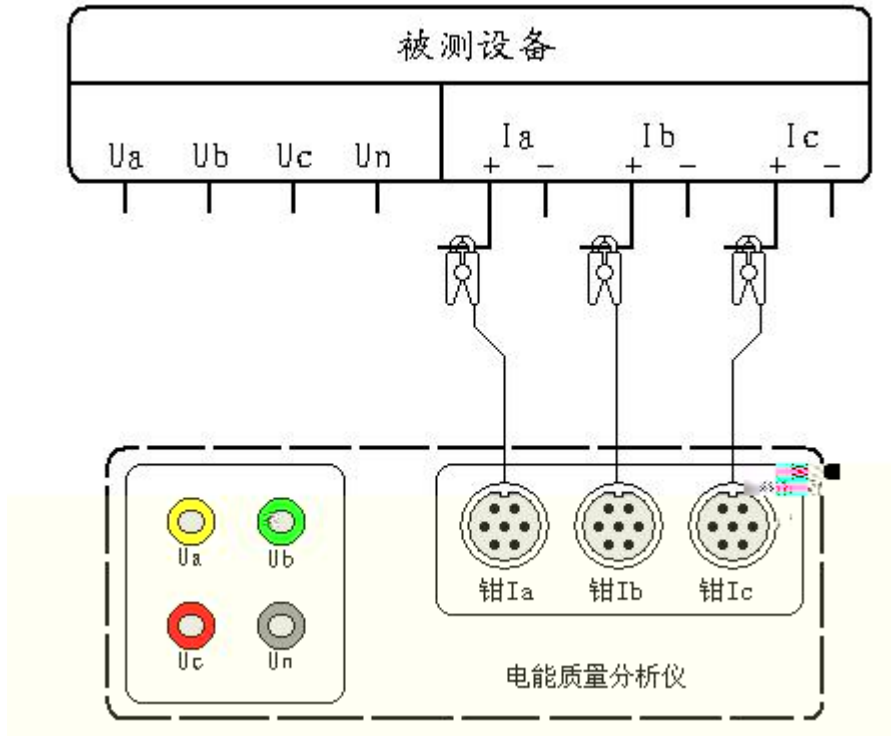 被测设备
Ua Ub Uc Un
Ia Ib Ic
+ − + − + −
钳Ia 钳Ib 钳Ic
Ua Ub
Uc Un
电能质量分析仪